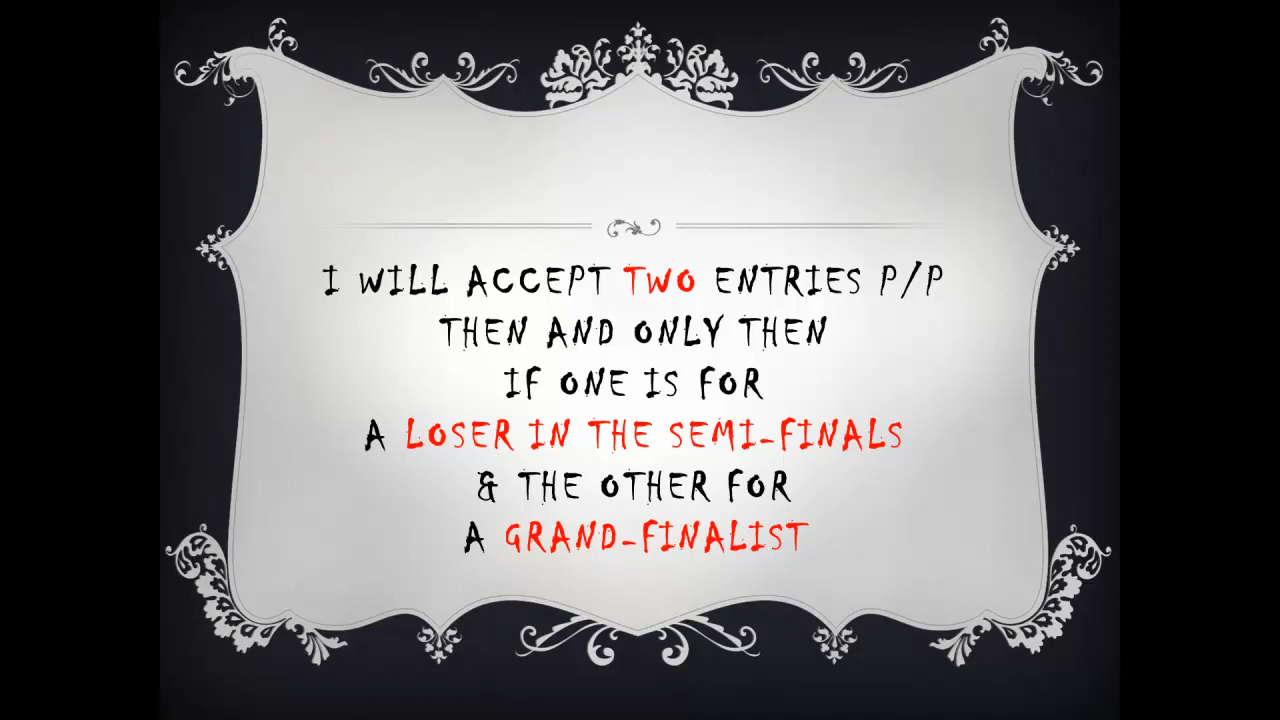 I WILL ACCEPT TWO ENTRIES P/P
THEN AND ONLY THEN
IF ONE IS FOR
A LOSER IN THE SEMI-FINALS
& THE OTHER FOR
A GRAND-FINALIST